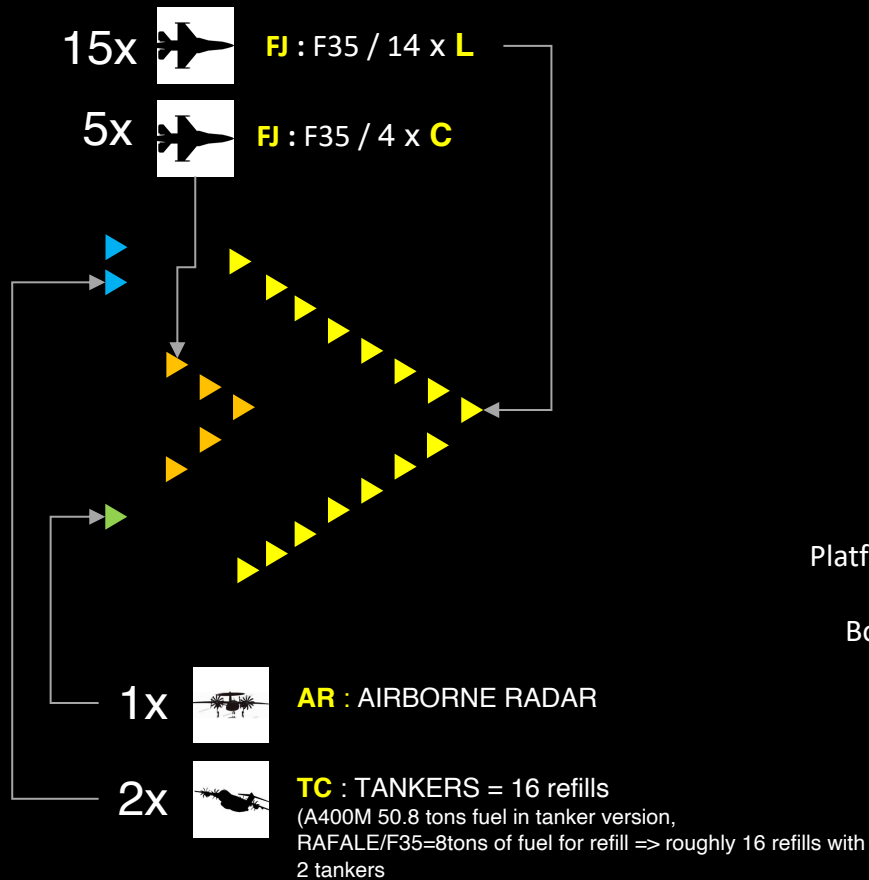 15x
FJ : F35 / 14 x L
5x
FJ : F35 / 4 x C
Platf
Bo
1x
AR : AIRBORNE RADAR
2x
TC : TANKERS = 16 refills
(A400M 50.8 tons fuel in tanker version,
RAFALE/F35=8tons of fuel for refill => roughly 16 refills with
2 tankers